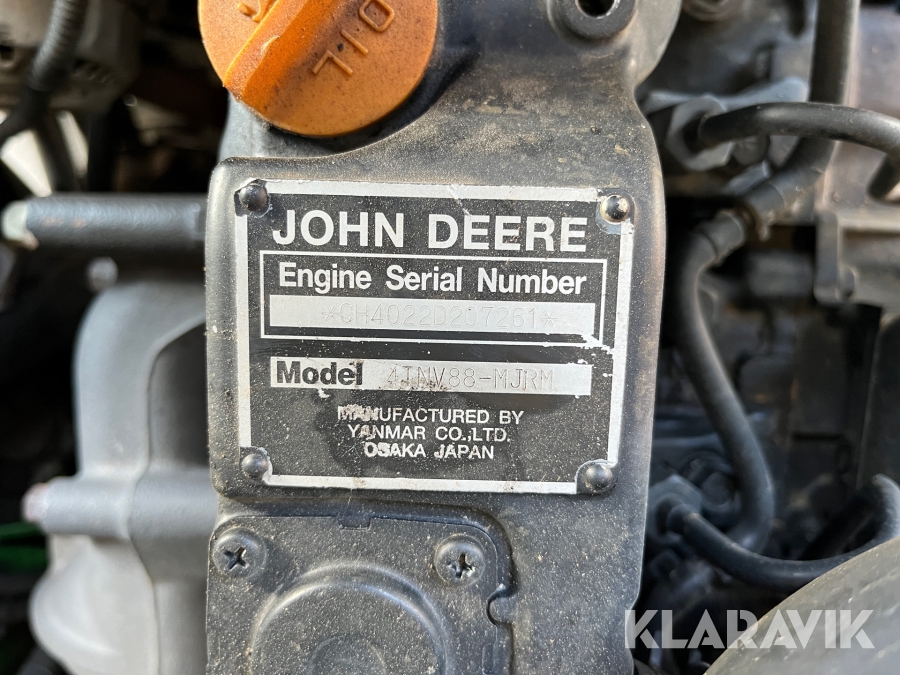 OIL
JOHN DEERE
Engine Serial Number
*CH4022D207261*
Model 4TNV88-MJRM
MANUFACTURED BY
YANMAR CO.,LTD.
OSAKA JAPAN
KLARAVIK